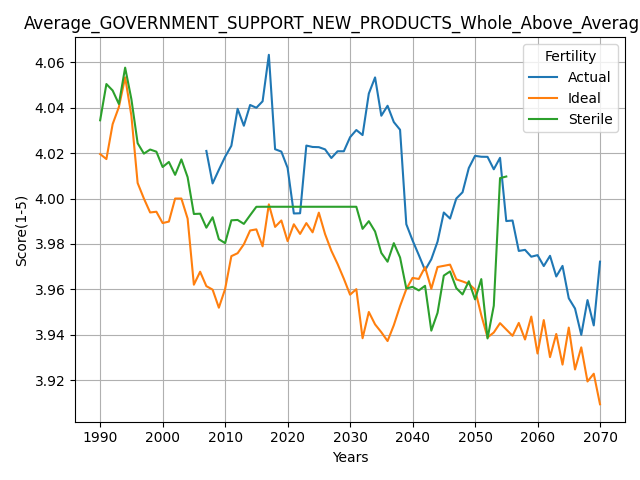 Average_GOVERNMENT_SUPPORT_NEW_PRODUCTS_Whole_Above_Averag
Fertility
Actual
Ideal
Sterile
Score(1-5)
4.06
4.04
4.02
4.00
3.98
3.96
3.94
3.92
1990 2000 2010 2020 2030 2040 2050 2060 2070
Years